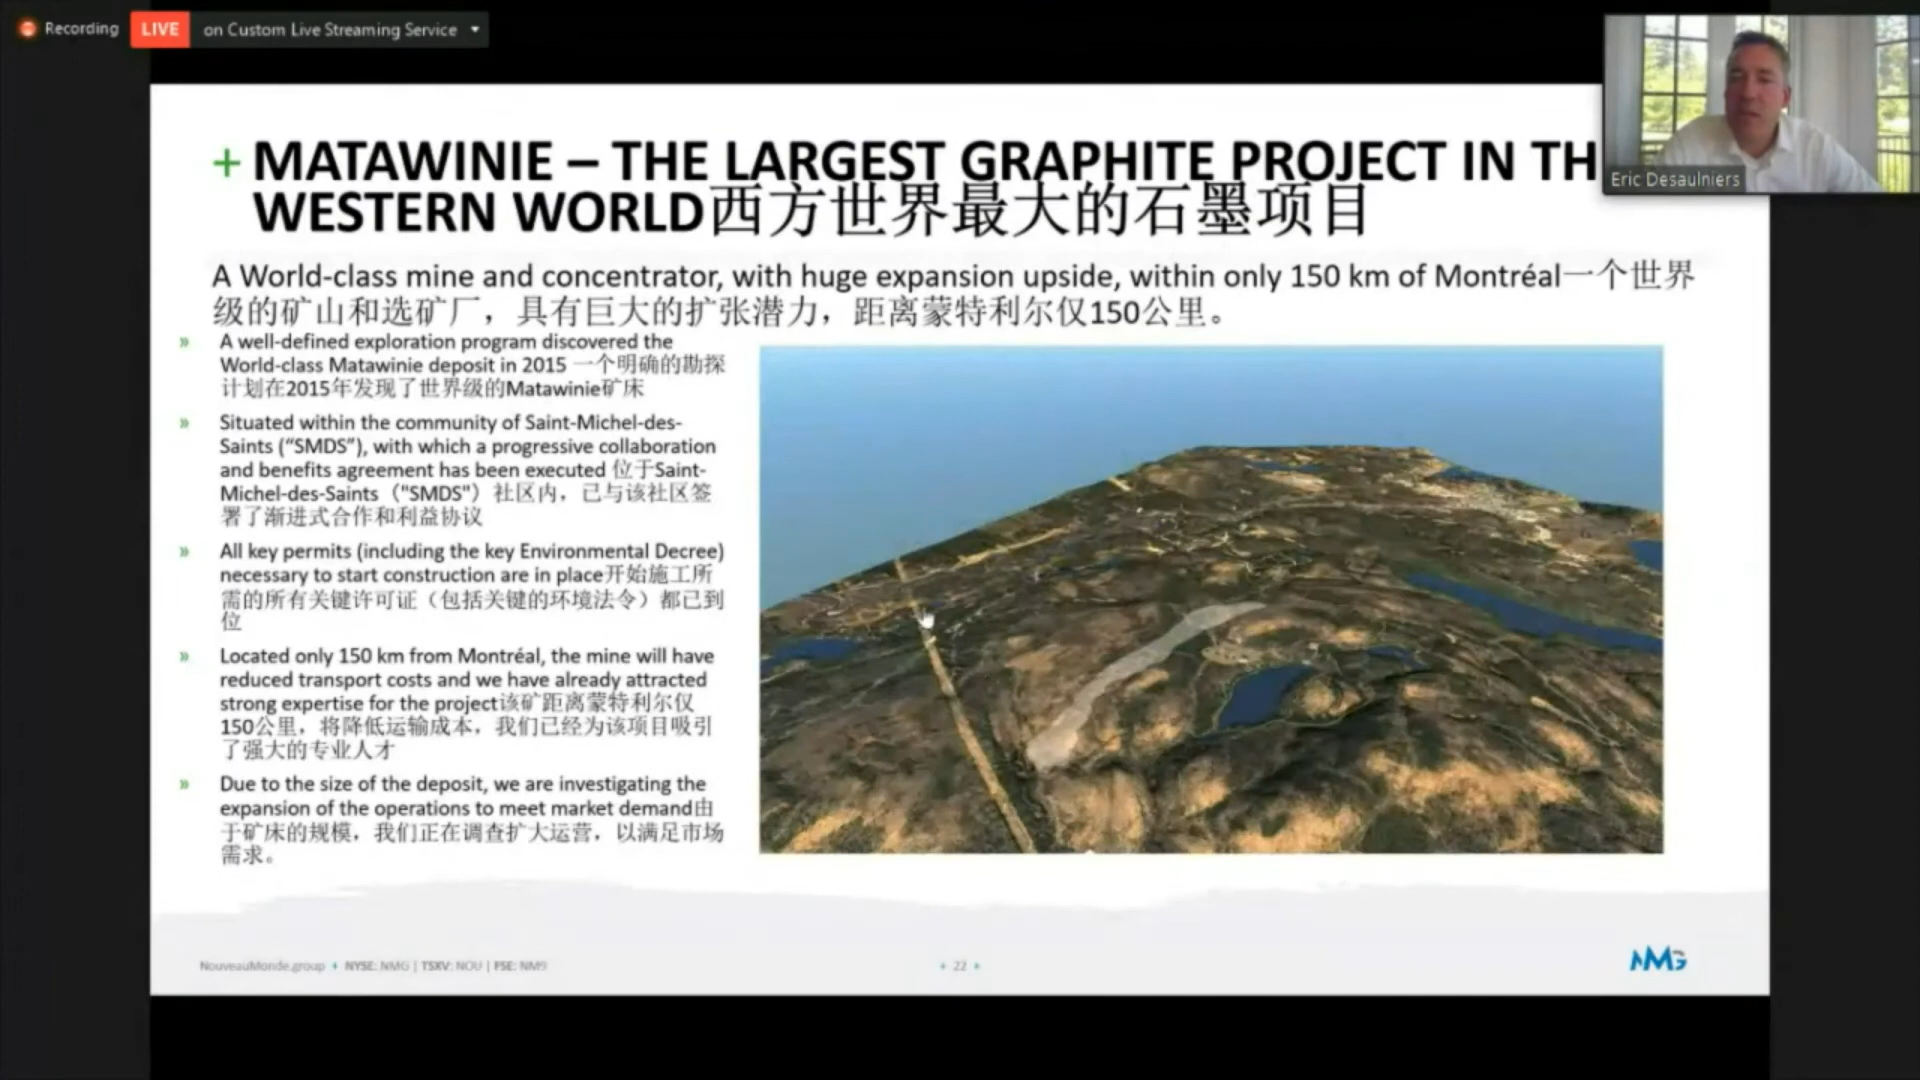 Recording
LIVE on Custom Live Streaming Service
Eric Desaulniers
+ MATAWINIE – THE LARGEST GRAPHITE PROJECT IN TH
WESTERN WORLD西方世界最大的石墨项目
A World-class mine and concentrator, with huge expansion upside, within only 150 km of Montréal一个世界
级的矿山和选矿厂，具有巨大的扩张潜力，距离蒙特利尔仅150公里。
» A well-defined exploration program discovered the
World-class Matawinie deposit in 2015 一个明确的勘探
计划在2015年发现了世界级的Matawinie矿床
» Situated within the community of Saint-Michel-des-
Saints (“SMDS”), with which a progressive collaboration
and benefits agreement has been executed 位于Saint-
Michel-des-Saints（"SMDS"）社区内，已与该社区签
署了渐进式合作和利益协议
» All key permits (including the key Environmental Decree)
necessary to start construction are in place开始施工所
需的所有关键许可证（包括关键的环境法令）都已到
位
» Located only 150 km from Montréal, the mine will have
reduced transport costs and we have already attracted
strong expertise for the project该矿距离蒙特利尔仅
150公里，将降低运输成本，我们已经为该项目吸引
了强大的专业人才
» Due to the size of the deposit, we are investigating the
expansion of the operations to meet market demand由
于矿床的规模，我们正在调查扩大运营，以满足市场
需求。
NouveauMonde.group + NYSE: NMG | TSXV: NOU | FSE: NM9
+ 22 +
NMG